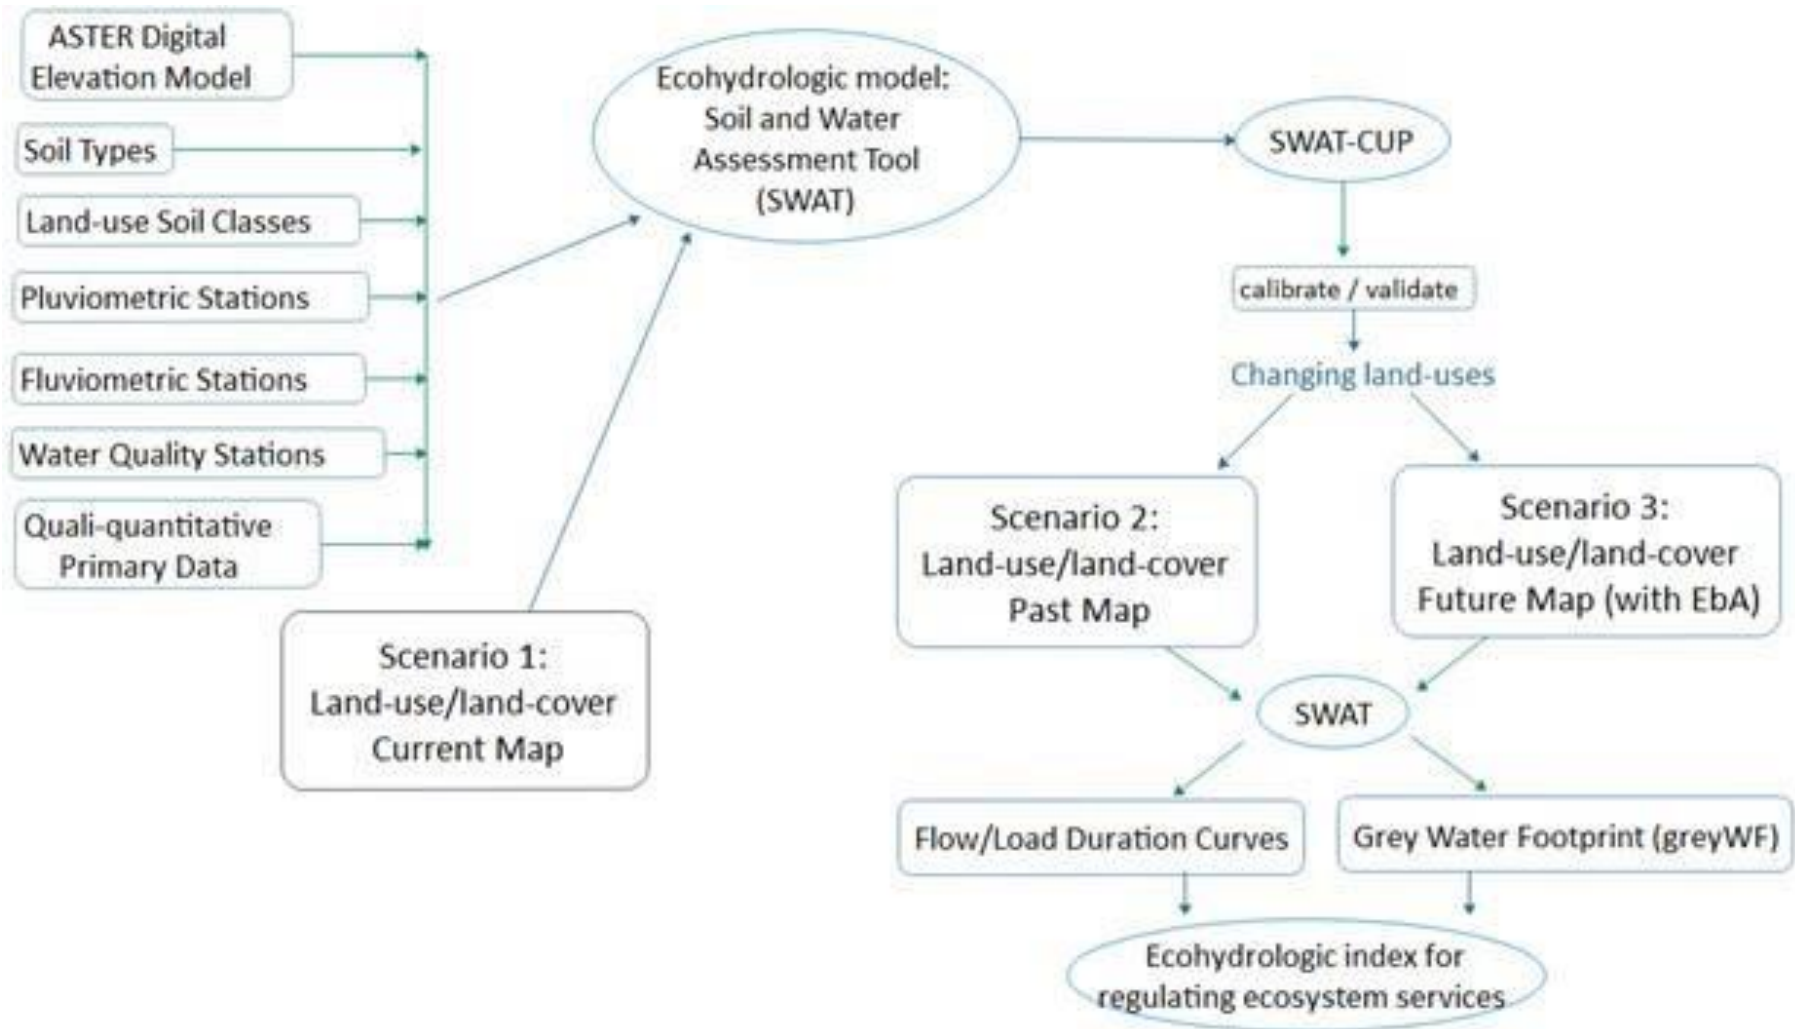 ASTER Digital
Elevation Model
Soil Types
Land-use Soil Classes
Pluviometric Stations
Fluviometric Stations
Water Quality Stations
Quali-quantitative
Primary Data
Scenario 1:
Land-use/land-cover
Current Map
Ecohydrologic model:
Soil and Water
Assessment Tool
(SWAT)
SWAT-CUP
calibrate / validate
Changing land-uses
Scenario 2:
Land-use/land-cover
Past Map
Scenario 3:
Land-use/land-cover
Future Map (with EbA)
SWAT
Flow/Load Duration Curves
Grey Water Footprint (greyWF)
Ecohydrologic index for
regulating ecosystem services